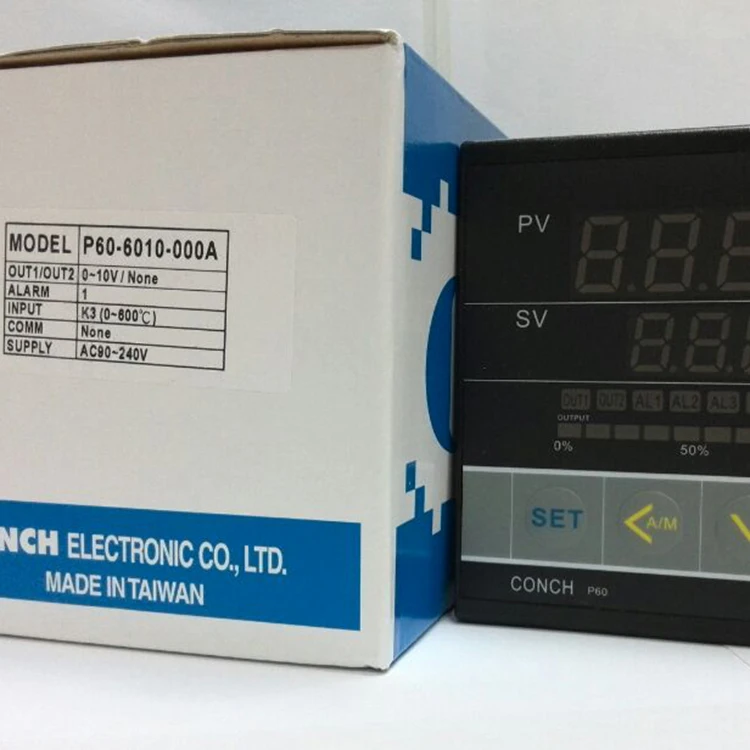 MODEL P60-6010-000A
OUT1/OUT2 0~10V / None
ALARM 1
INPUT K3 (0~600℃)
COMM None
SUPPLY AC90~240V
NCH ELECTRONIC CO., LTD.
MADE IN TAIWAN
PV
SV
OUT1 OUT2 AL1 AL2 AL3
OUTPUT
0% 50%
SET A/M
CONCH P60